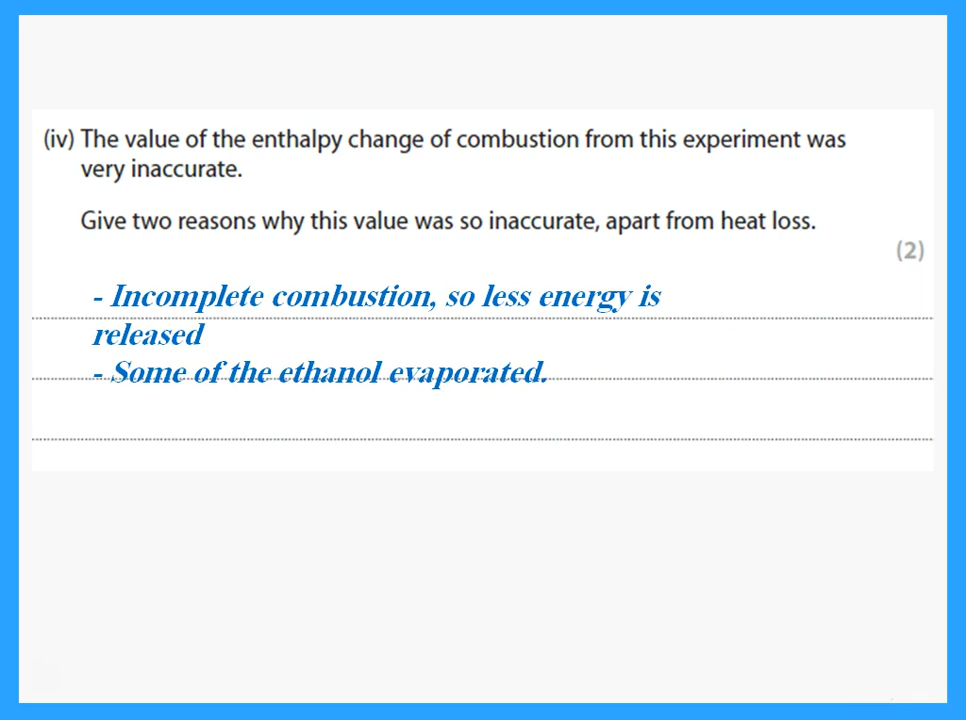 (iv) The value of the enthalpy change of combustion from this experiment was
very inaccurate.
Give two reasons why this value was so inaccurate, apart from heat loss.
(2)
- Incomplete combustion, so less energy is
released
- Some of the ethanol evaporated.